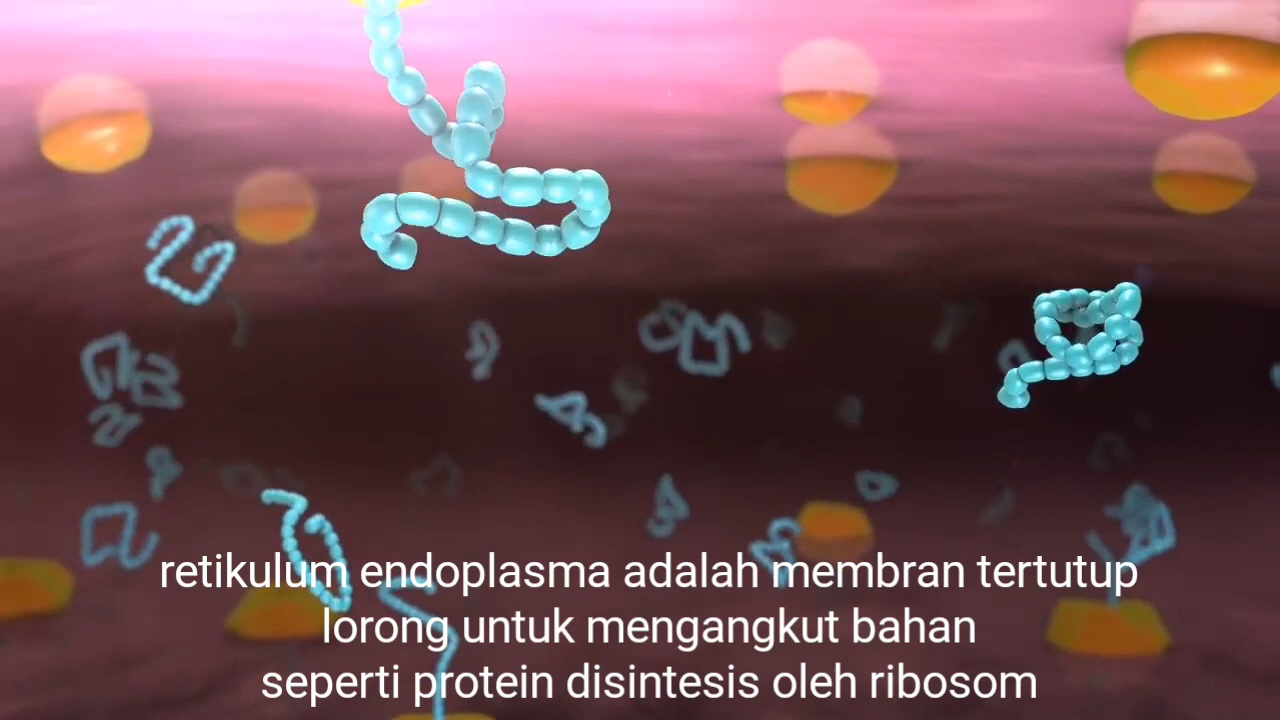 retikulum endoplasma adalah membran tertutup
lorong untuk mengangkut bahan
seperti protein disintesis oleh ribosom